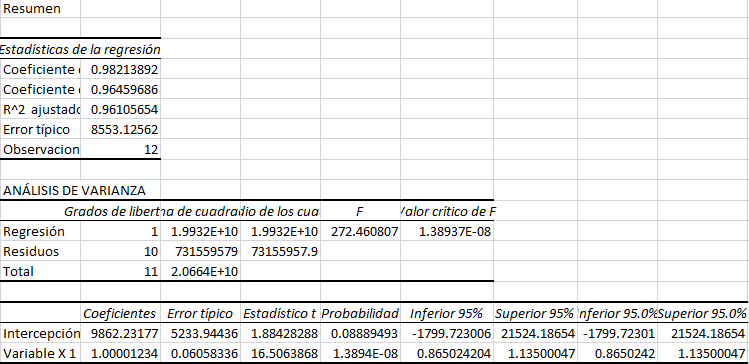 Resumen
Estadísticas de la regresión
Coeficiente 0.98213892
Coeficiente 0.96459686
R^2 ajustado 0.96105654
Error típico 8553.12562
Observacion 12
ANÁLISIS DE VARIANZA
Grados de libert na de cuadra dio de los cua F Valor crítico de F
Regresión 1 1.9932E+10 1.9932E+10 272.460807 1.38937E-08
Residuos 10 731559579 73155957.9
Total 11 2.0664E+10
Coeficientes Error típico Estadístico t Probabilidad Inferior 95% Superior 95% nferior 95.0% Superior 95.0%
Intercepción 9862.23177 5233.94436 1.88428288 0.08889493 -1799.723006 21524.18654 -1799.72301 21524.18654
Variable X 1 1.00001234 0.06058336 16.5063868 1.3894E-08 0.865024204 1.13500047 0.8650242 1.13500047